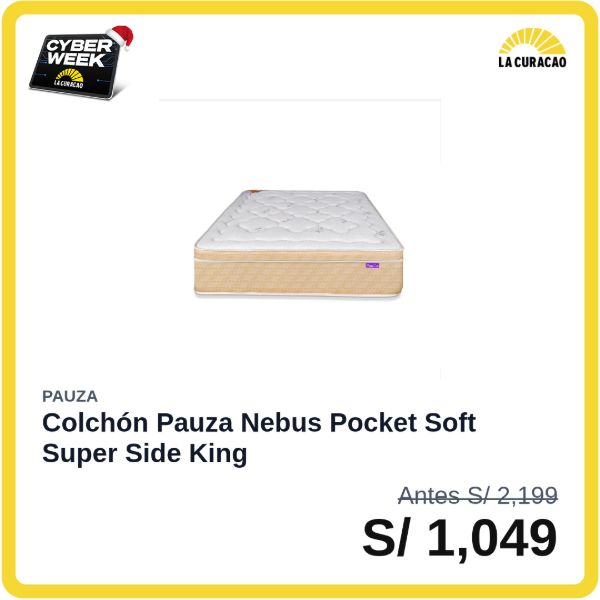 CYBER
WEEK
LA CURACAO
LA CURACAO
PAUZA
Colchón Pauza Nebus Pocket Soft
Super Side King
Antes S/ 2,199
S/ 1,049